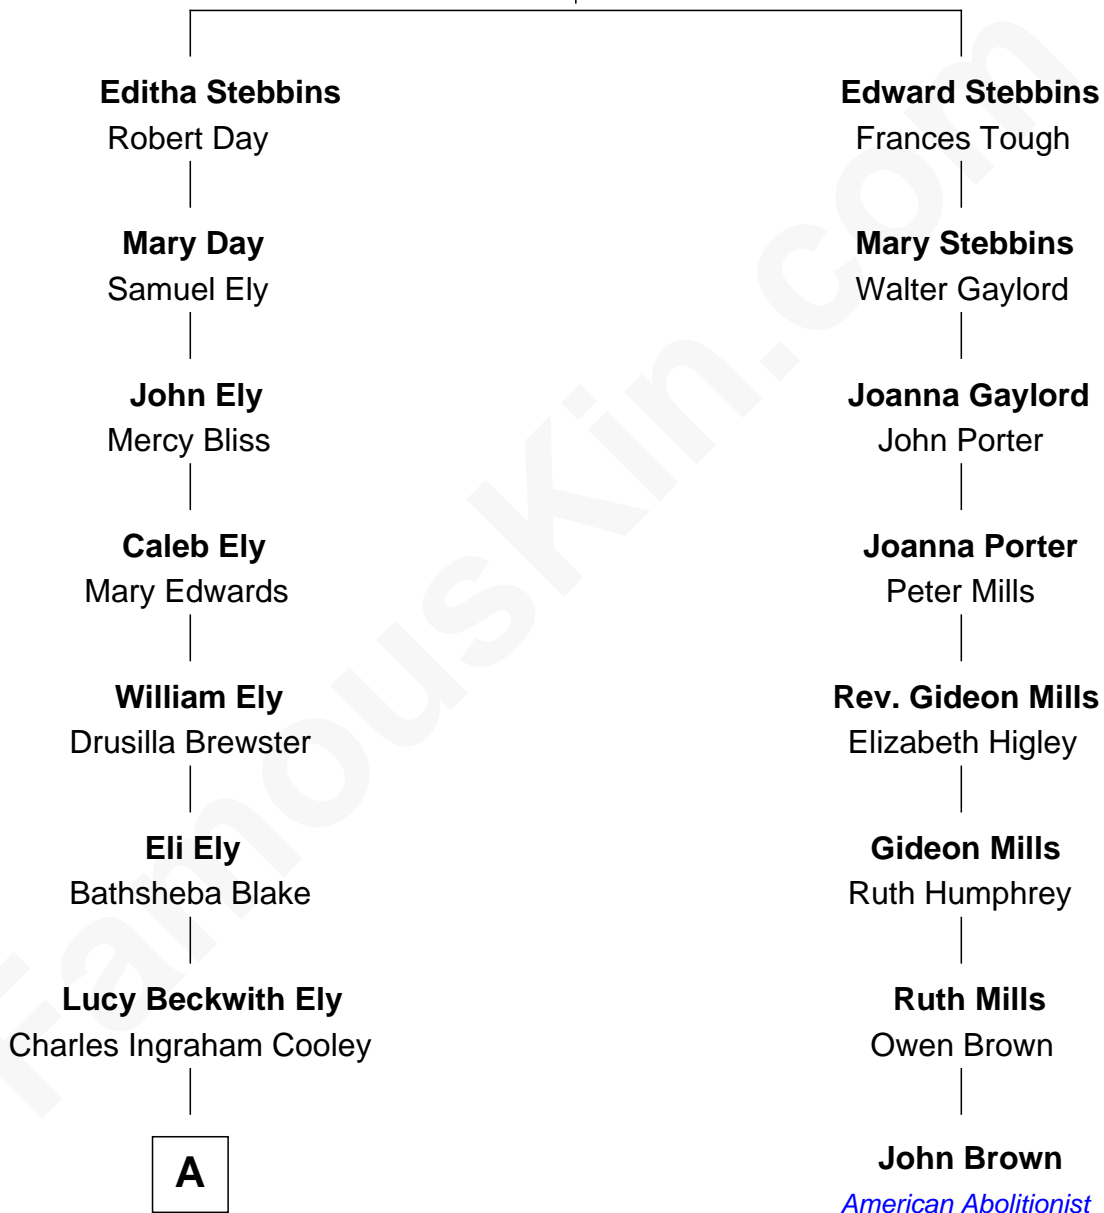 Editha Stebbins
Robert Day
Edward Stebbins
Frances Tough
Mary Day
Samuel Ely
Mary Stebbins
Walter Gaylord
John Ely
Mercy Bliss
Joanna Gaylord
John Porter
Caleb Ely
Mary Edwards
Joanna Porter
Peter Mills
William Ely
Drusilla Brewster
Rev. Gideon Mills
Elizabeth Higley
Eli Ely
Bathsheba Blake
Gideon Mills
Ruth Humphrey
Lucy Beckwith Ely
Charles Ingraham Cooley
Ruth Mills
Owen Brown
A
John Brown
American Abolitionist
FamousKin.com